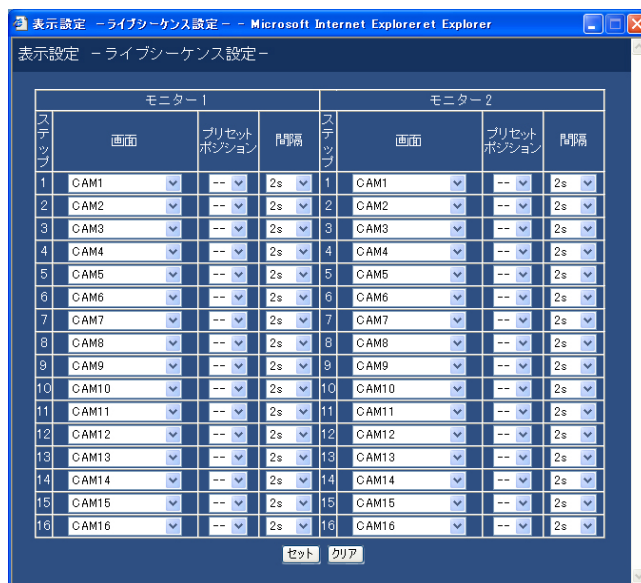 表示設定 －ライブシーケンス設定－ - Microsoft Internet Exploreret Explorer
表示設定 －ライブシーケンス設定－
モニター1 モニター2
ステップ 画面 プリセットポジション 間隔 ステップ 画面 プリセットポジション 間隔
1 CAM1 -- 2s 1 CAM1 -- 2s
2 CAM2 -- 2s 2 CAM2 -- 2s
3 CAM3 -- 2s 3 CAM3 -- 2s
4 CAM4 -- 2s 4 CAM4 -- 2s
5 CAM5 -- 2s 5 CAM5 -- 2s
6 CAM6 -- 2s 6 CAM6 -- 2s
7 CAM7 -- 2s 7 CAM7 -- 2s
8 CAM8 -- 2s 8 CAM8 -- 2s
9 CAM9 -- 2s 9 CAM9 -- 2s
10 CAM10 -- 2s 10 CAM10 -- 2s
11 CAM11 -- 2s 11 CAM11 -- 2s
12 CAM12 -- 2s 12 CAM12 -- 2s
13 CAM13 -- 2s 13 CAM13 -- 2s
14 CAM14 -- 2s 14 CAM14 -- 2s
15 CAM15 -- 2s 15 CAM15 -- 2s
16 CAM16 -- 2s 16 CAM16 -- 2s
セット クリア